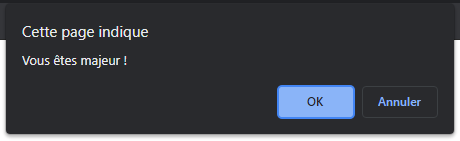 Cette page indique
Vous êtes majeur !
OK
Annuler